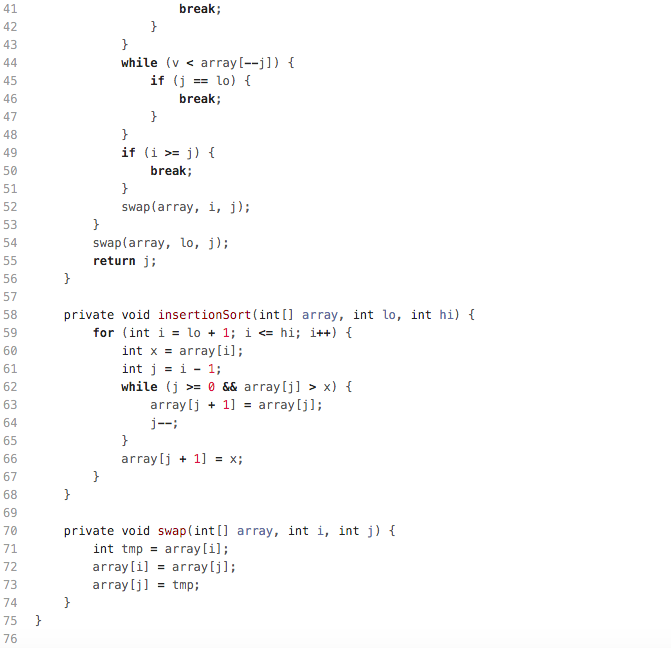 41 break;
42 }
43 }
44 while (v < array[--j]) {
45 if (j == lo) {
46 break;
47 }
48 }
49 if (i >= j) {
50 break;
51 }
52 swap(array, i, j);
53 }
54 swap(array, lo, j);
55 return j;
56 }
57
58 private void insertionSort(int[] array, int lo, int hi) {
59 for (int i = lo + 1; i <= hi; i++) {
60 int x = array[i];
61 int j = i - 1;
62 while (j >= 0 && array[j] > x) {
63 array[j + 1] = array[j];
64 j--;
65 }
66 array[j + 1] = x;
67 }
68 }
69
70 private void swap(int[] array, int i, int j) {
71 int tmp = array[i];
72 array[i] = array[j];
73 array[j] = tmp;
74 }
75 }
76